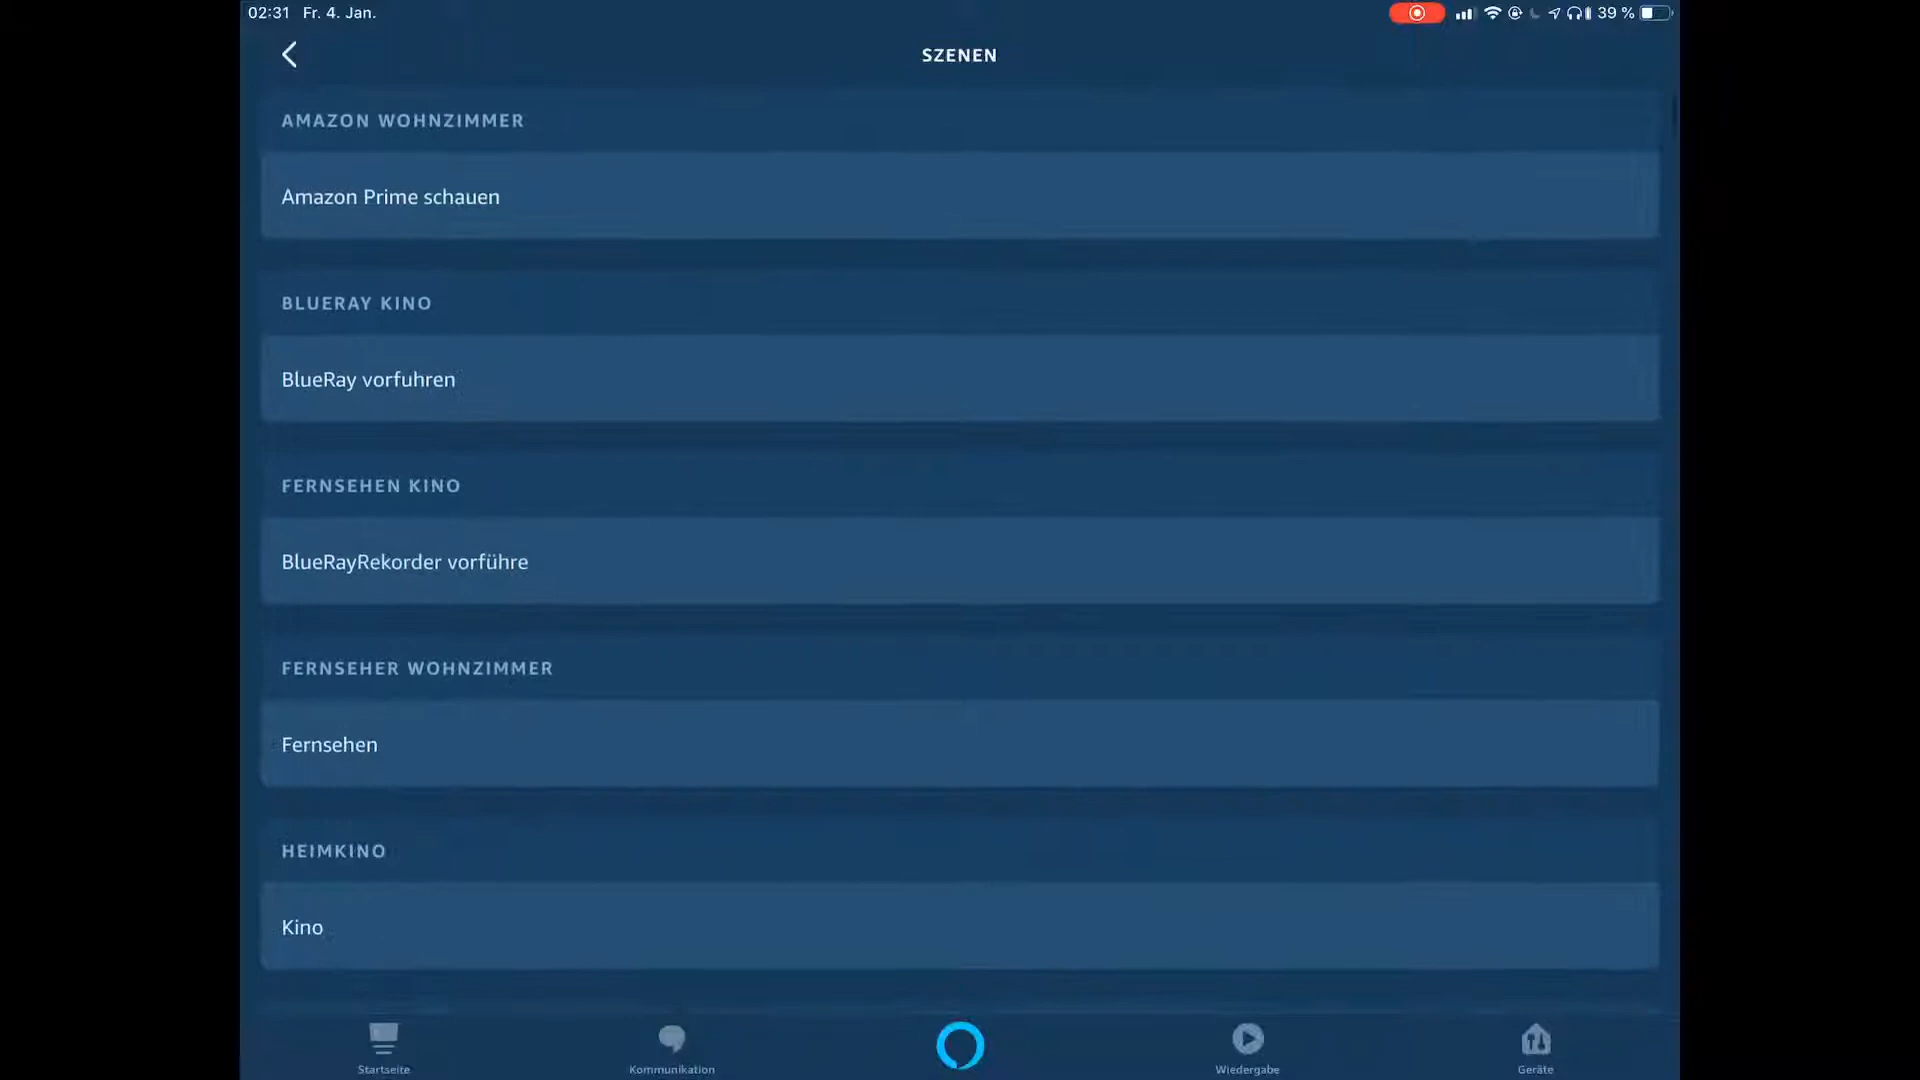 02:31 Fr. 4. Jan.
39 %
SZENEN
AMAZON WOHNZIMMER
Amazon Prime schauen
BLUERAY KINO
BlueRay vorfuhren
FERNSEHEN KINO
BlueRayRekorder vorführe
FERNSEHER WOHNZIMMER
Fernsehen
HEIMKINO
Kino
Startseite
Kommunikation
Wiedergabe
Geräte